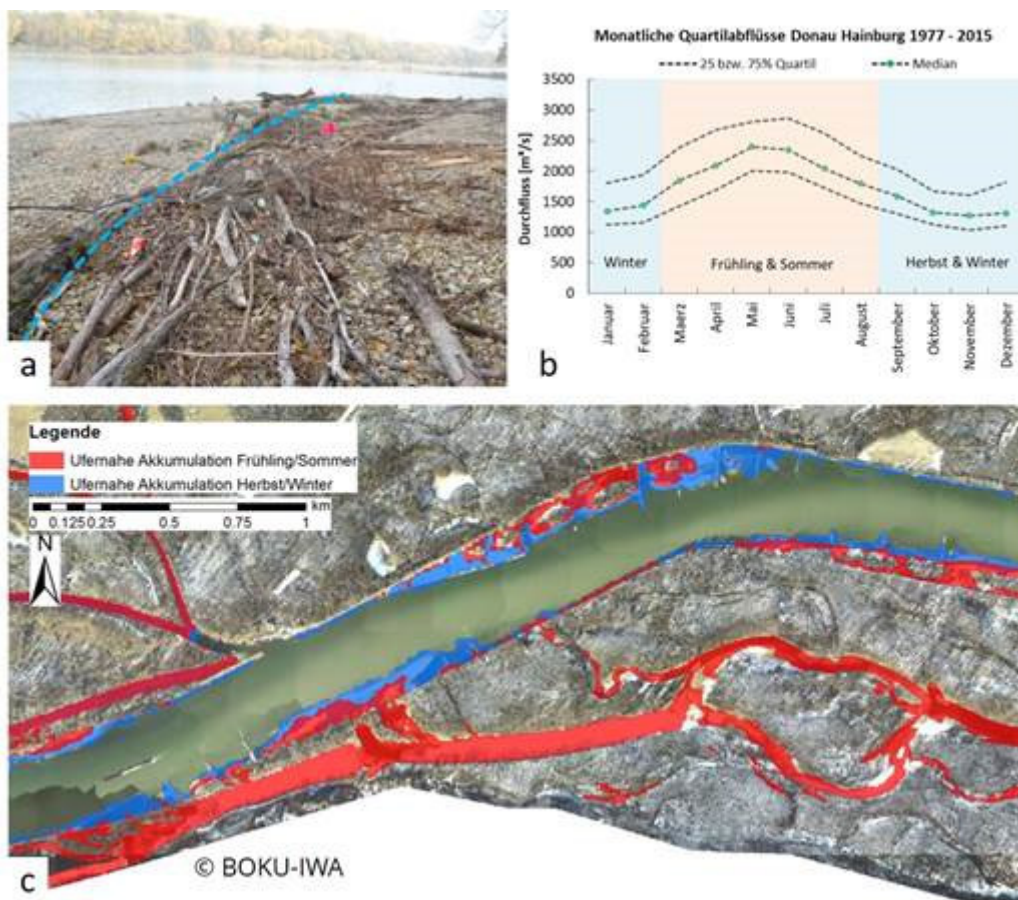 a
Monatliche Quartilabflüsse Donau Hainburg 1977 - 2015
25 bzw. 75% Quartil
Median
Durchfluss [m³/s]
3500
3000
2500
2000
1500
1000
500
0
Winter
Frühling & Sommer
Herbst & Winter
Januar
Februar
Maerz
April
Mai
Juni
Juli
August
September
Oktober
November
Dezember
b
Legende
Ufernahe Akkumulation Frühling/Sommer
Ufernahe Akkumulation Herbst/Winter
km
0 0.125 0.25 0.5 0.75 1
N
© BOKU-IWA
c